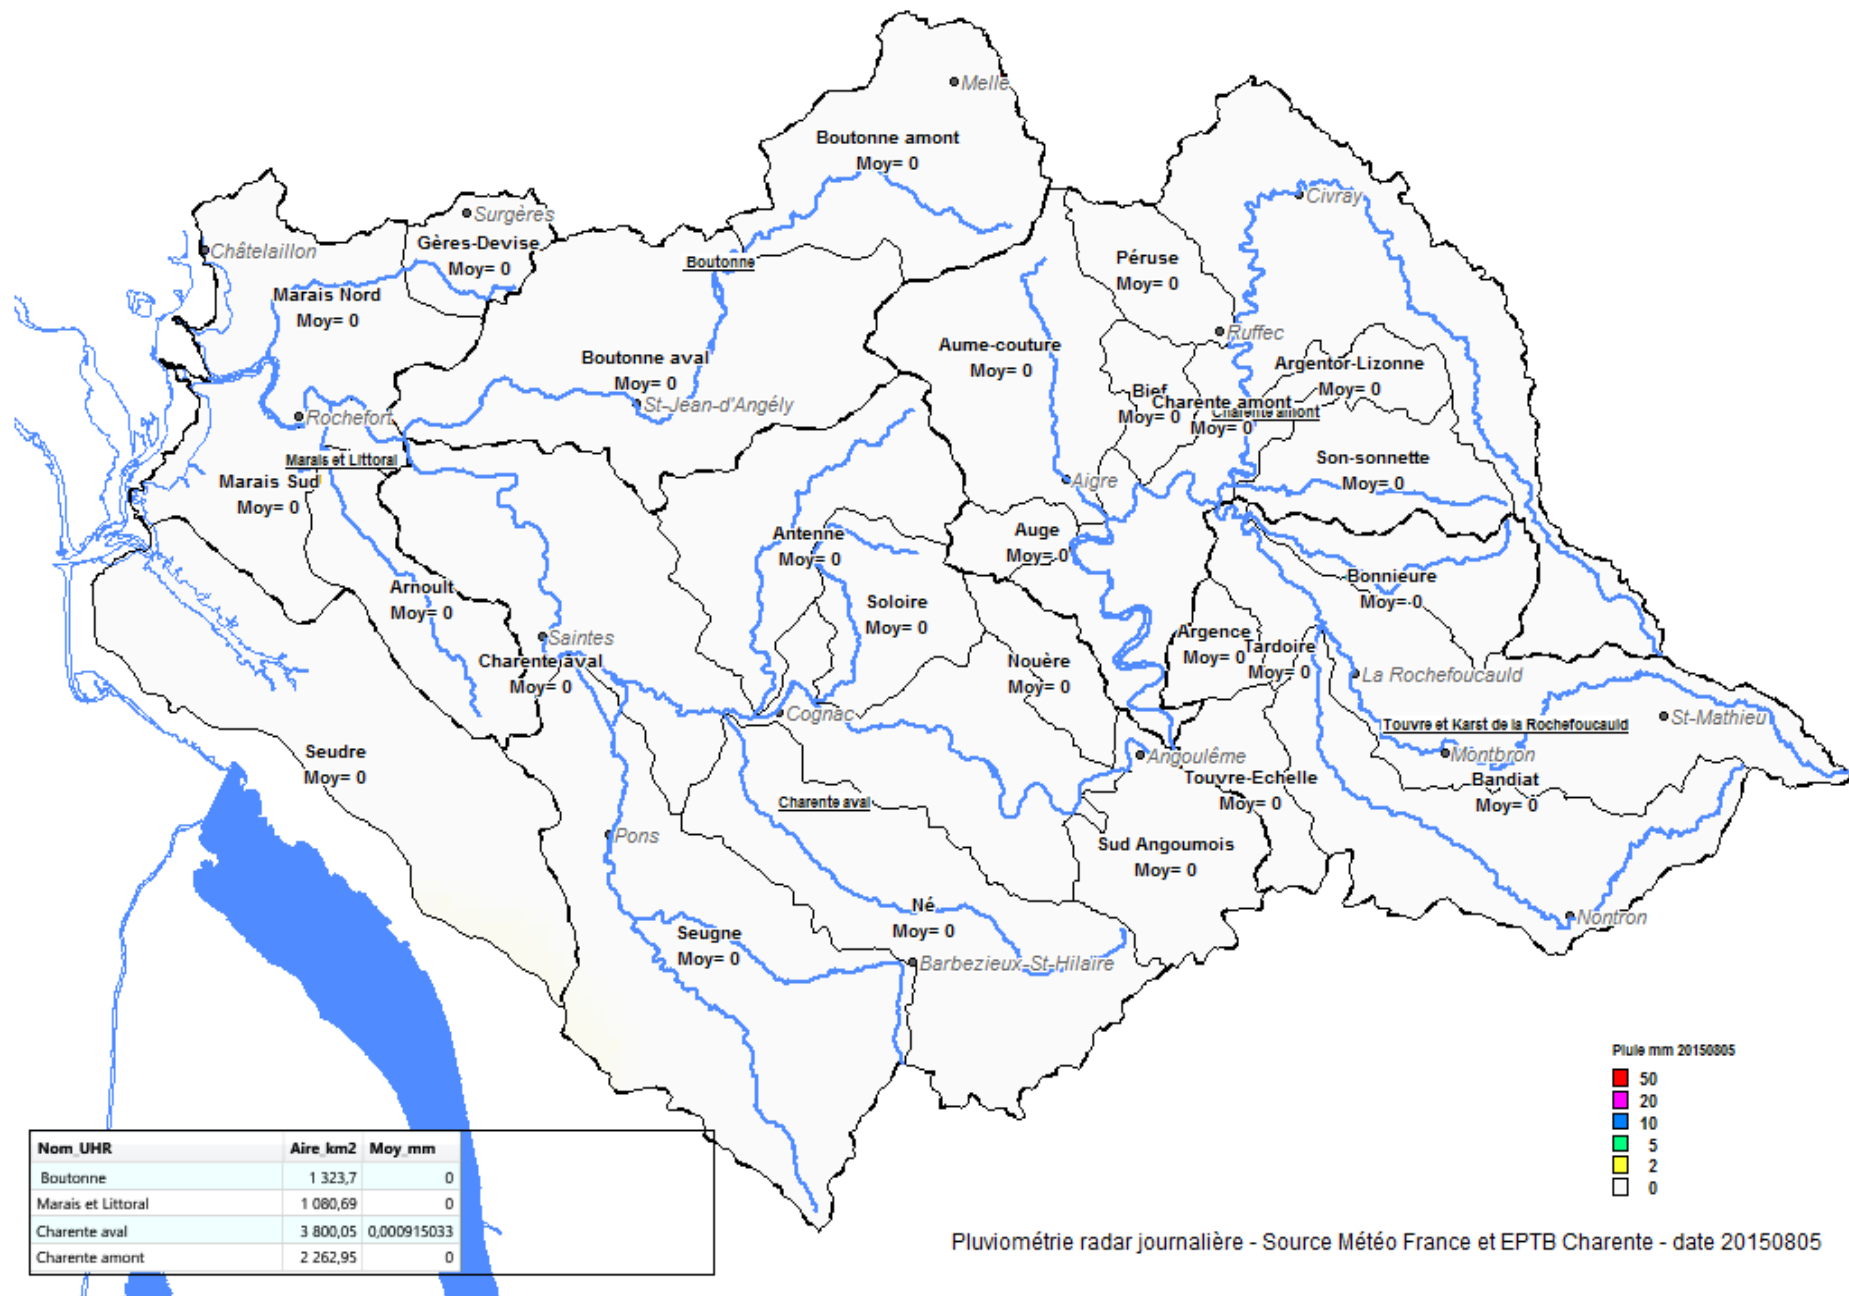 Melle
Boutonne amont
Moy= 0
Civray
Surgères
Châtelaillon
Gères-Devise
Moy= 0
Boutonne
Péruse
Moy= 0
Marais Nord
Moy= 0
Ruffec
Aume-couture
Moy= 0
Boutonne aval
Moy= 0
Argentor-Lizonne
Moy= 0
Bief
Moy= 0
Charente amont
Charente amont
Moy= 0
St-Jean-d'Angély
Rochefort
Marais et Littoral
Marais Sud
Moy= 0
Son-sonnette
Moy= 0
Aigre
Antenne
Moy= 0
Auge
Moy= 0
Bonnieure
Moy= 0
Arnoult
Moy= 0
Soloire
Moy= 0
Saintes
Charente aval
Moy= 0
Argence
Moy= 0
Tardoire
Moy= 0
Nouère
Moy= 0
La Rochefoucauld
Cognac
St-Mathieu
Touvre et Karst de la Rochefoucauld
Seudre
Moy= 0
Angoulême
Montbron
Touvre-Echelle
Moy= 0
Bandiat
Moy= 0
Charente aval
Pons
Sud Angoumois
Moy= 0
Né
Moy= 0
Nontron
Seugne
Moy= 0
Barbezieux-St-Hilaire
Pluie mm 20150805
50
20
10
5
2
0
Nom_UHR Aire_km2 Moy_mm
Boutonne 1 323,7 0
Marais et Littoral 1 080,69 0
Charente aval 3 800,05 0,000915033
Charente amont 2 262,95 0
Pluviométrie radar journalière - Source Météo France et EPTB Charente - date 20150805